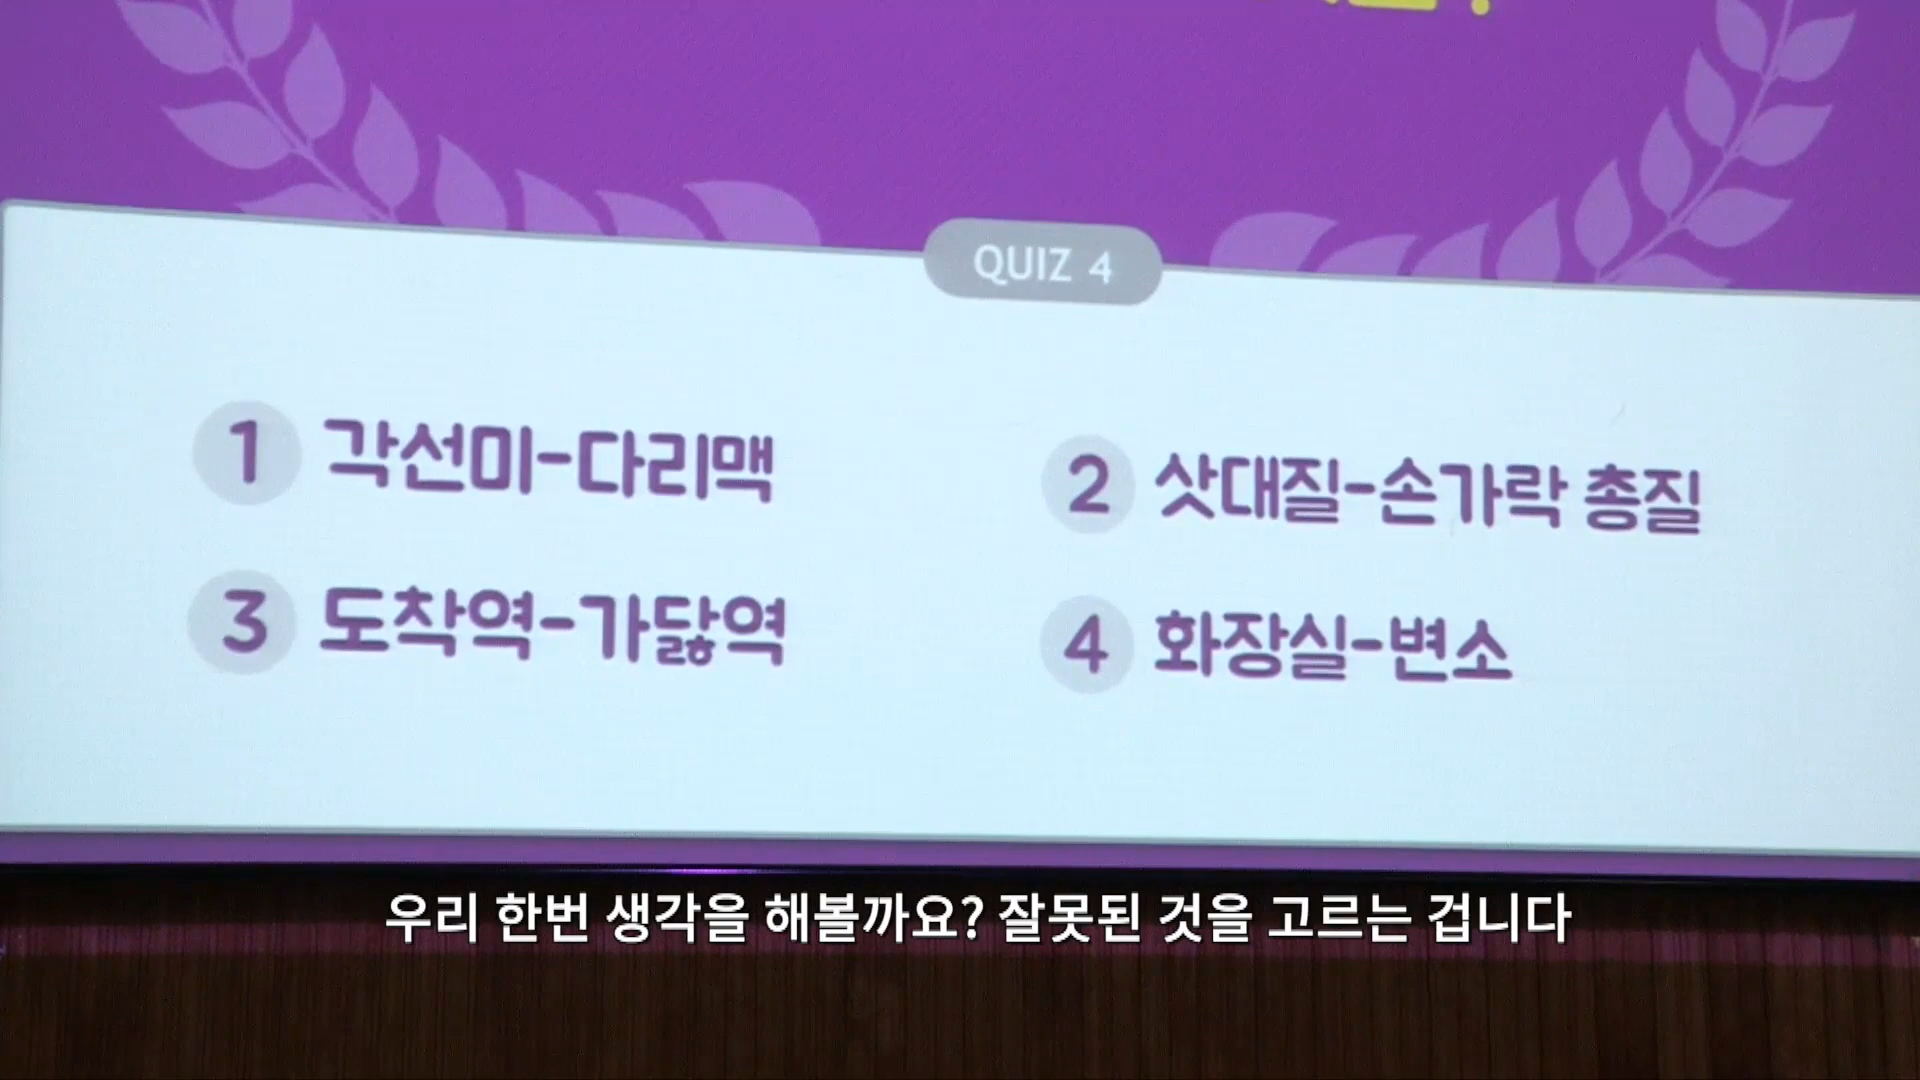 QUIZ 4
1 각선미-다리맥
2 삿대질-손가락 총질
3 도착역-가닿역
4 화장실-변소
우리 한번 생각을 해볼까요? 잘못된 것을 고르는 겁니다